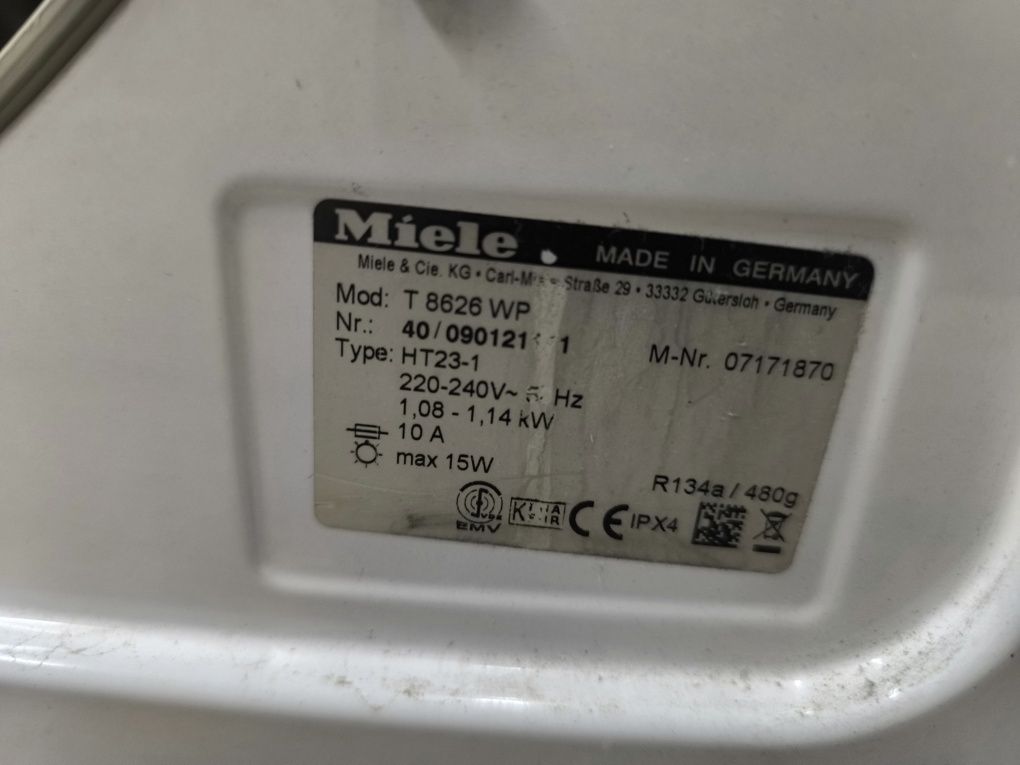 Miele MADE IN GERMANY
Miele & Cie. KG • Straße 29 • 33332 Gütersloh • Germany
Mod: T 8626 WP
Nr.: M-Nr. 07171870
Type: HT23-1
220-240V~ Hz
1,08 - 1,14 kW
10 A
max 15W
R134a / 480g
EMV CE IPX4